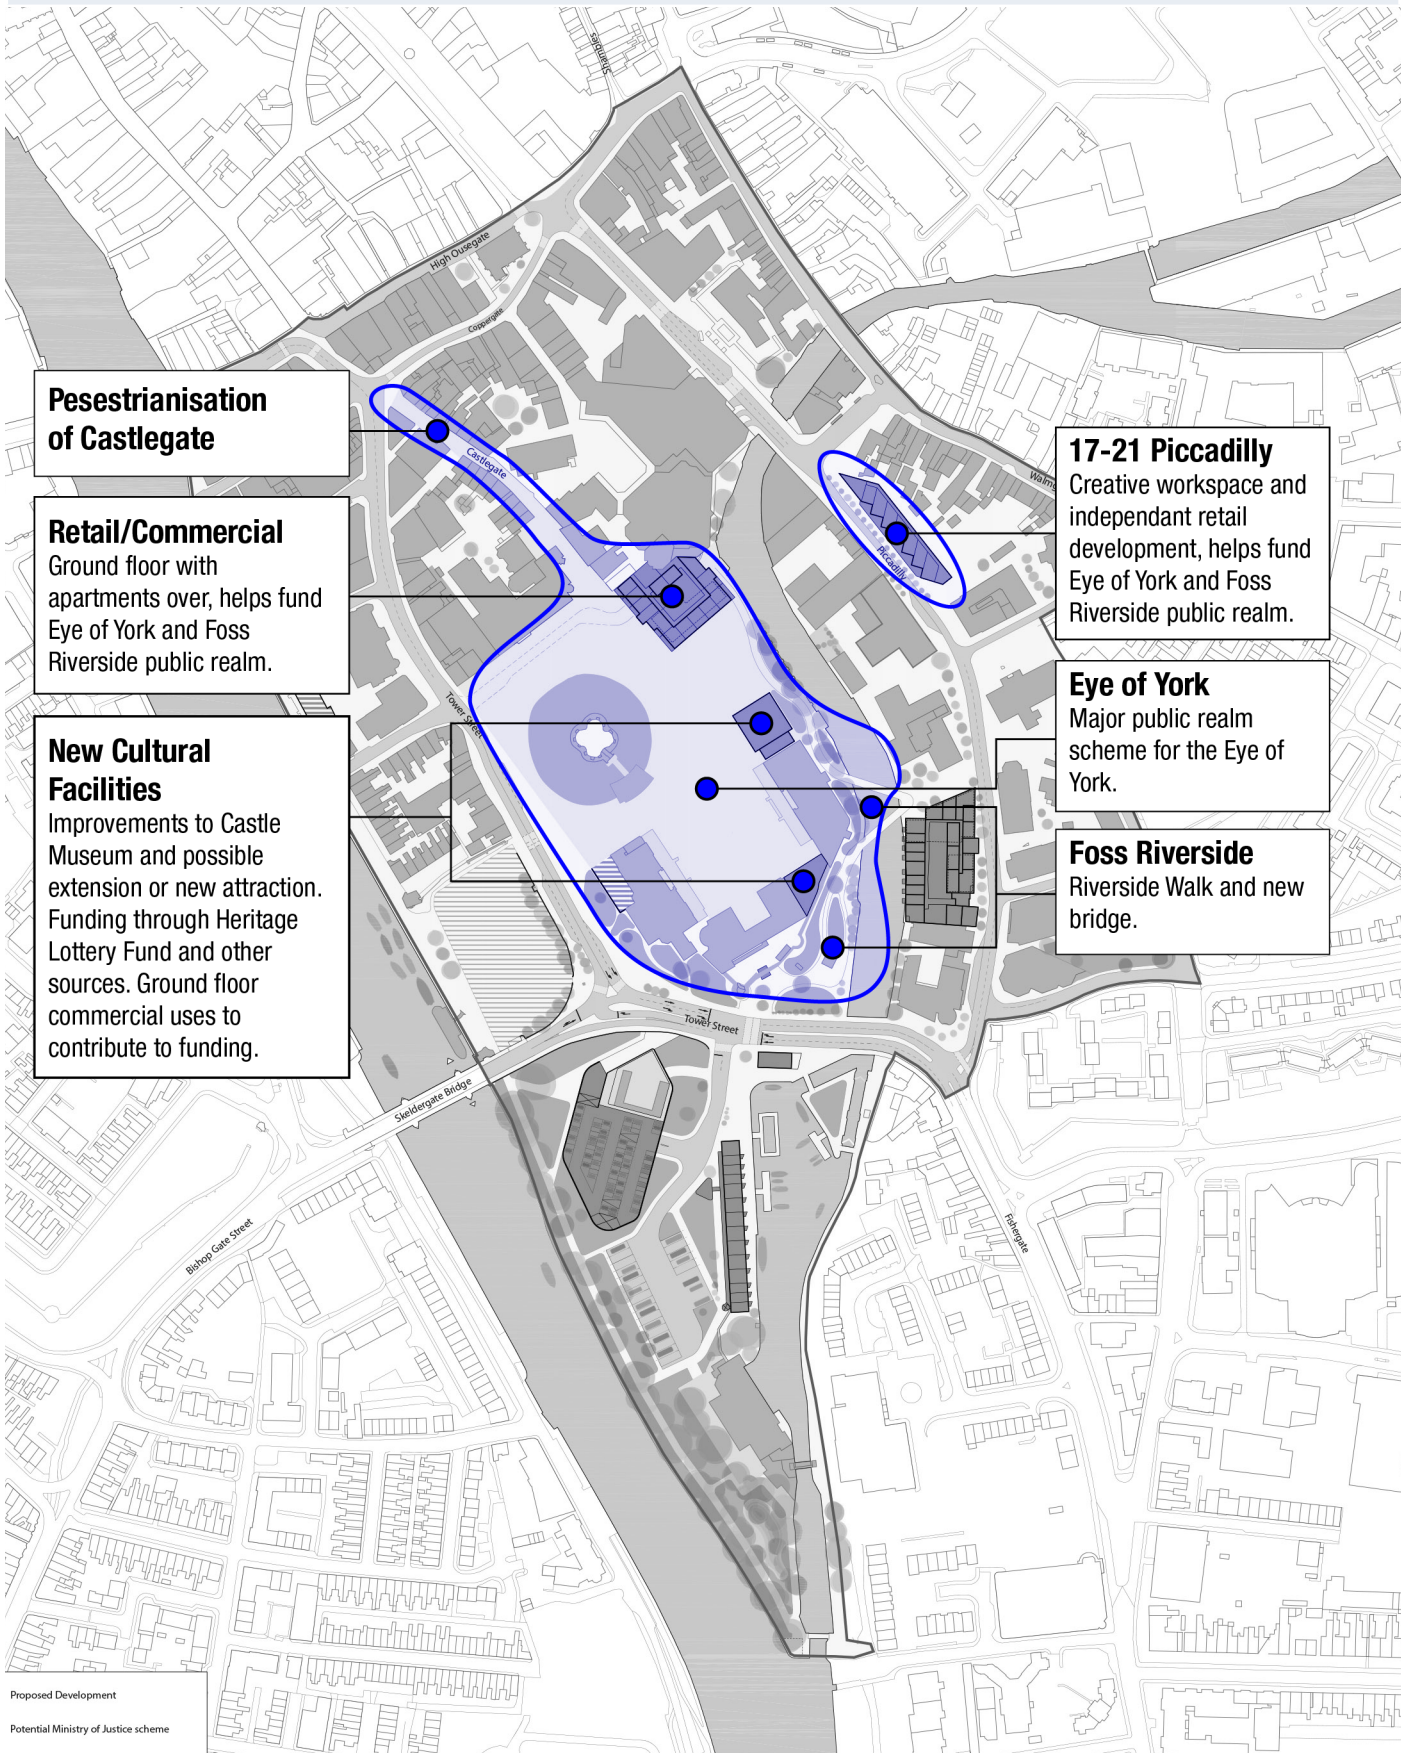 Shambles
High Ousegate
Coppergate
Pesestrianisation
of Castlegate
Castlegate
Retail/Commercial
Ground floor with
apartments over, helps fund
Eye of York and Foss
Riverside public realm.
New Cultural
Facilities
Improvements to Castle
Museum and possible
extension or new attraction.
Funding through Heritage
Lottery Fund and other
sources. Ground floor
commercial uses to
contribute to funding.
17-21 Piccadilly
Creative workspace and
independant retail
development, helps fund
Eye of York and Foss
Riverside public realm.
Piccadilly
Eye of York
Major public realm
scheme for the Eye of
York.
Foss Riverside
Riverside Walk and new
bridge.
Tower Street
Tower Street
Skeldergate Bridge
Bishop Gate Street
Fishergate
Proposed Development
Potential Ministry of Justice scheme